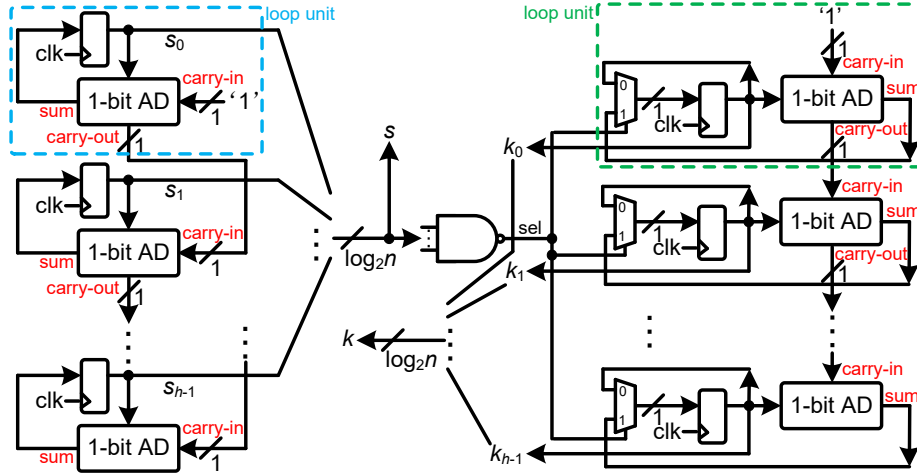 loop unit
s0
clk
carry-in
sum
1-bit AD
1
‘1’
carry-out
1
s1
clk
carry-in
sum
1-bit AD
1
carry-out
1
sh-1
clk
carry-in
sum
1-bit AD
1
s
log2n
sel
k0
k1
k
log2n
kh-1
loop unit
‘1’
1
carry-in
0
1
1
clk
1-bit AD
sum
carry-out
1
carry-in
0
1
1
clk
1-bit AD
sum
carry-out
1
carry-in
0
1
1
clk
1-bit AD
sum